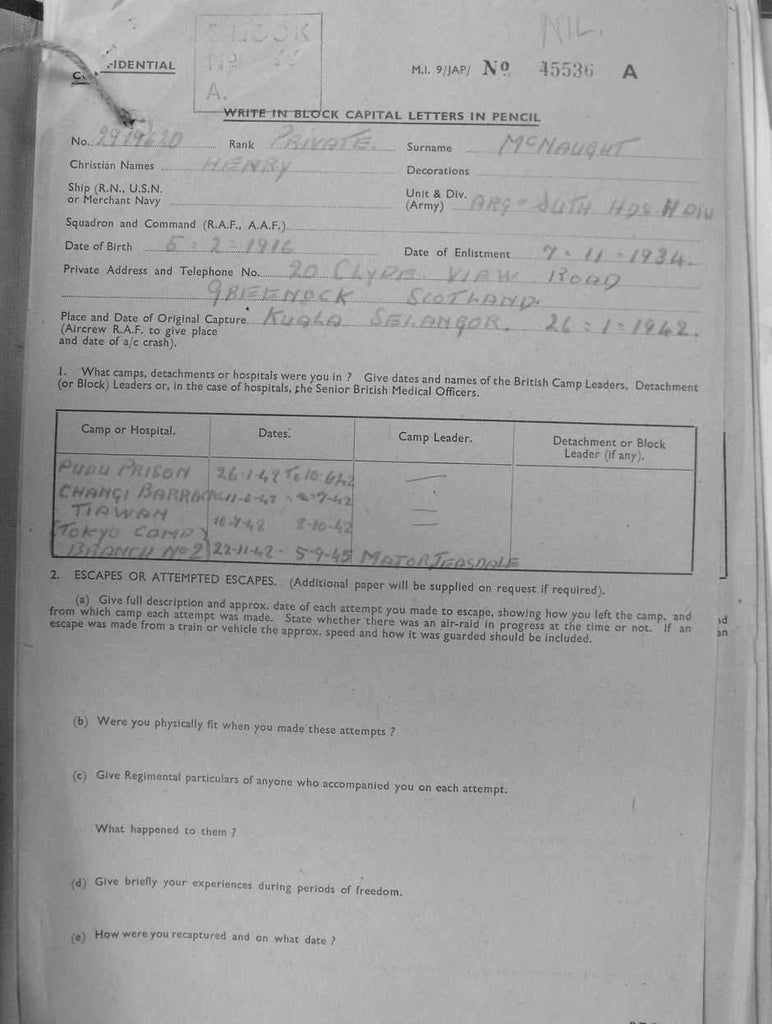 NIL.
BLOCK
No
A.
CONFIDENTIAL
M.I. 9/JAP/ No 45536 A
WRITE IN BLOCK CAPITAL LETTERS IN PENCIL
No. Rank PRIVATE. Surname McNAUGHT
Christian Names HENRY Decorations
Ship (R.N., U.S.N. or Merchant Navy
Unit & Div. (Army) ARG - SUTH HDS. II DIV
Squadron and Command (R.A.F., A.A.F.)
Date of Birth 5 : 2 - 1916 Date of Enlistment 7 - 11 - 1934.
Private Address and Telephone No. 20 CLYDE VIEW ROAD
GREENOCK SCOTLAND.
Place and Date of Original Capture KUALA SELANGOR. 26 : 1 : 1942.
(Aircrew R.A.F. to give place
and date of a/c crash).
1. What camps, detachments or hospitals were you in ? Give dates and names of the British Camp Leaders, Detachment
(or Block) Leaders or, in the case of hospitals, the Senior British Medical Officers.
Camp or Hospital. Dates. Camp Leader. Detachment or Block
Leader (if any).
PUDU PRISON 26-1-42 To 10-6-42 —
CHANGI BARRACK 11-6-42 -7-42 —
TIAWAN 10-7-42 2-10-42 —
TOKYO CAMP
BRANCH No 2 22-11-42 - 5-9-45 MAJOR TEASDALE
2. ESCAPES OR ATTEMPTED ESCAPES. (Additional paper will be supplied on request if required).
(a) Give full description and approx. date of each attempt you made to escape, showing how you left the camp, and
from which camp each attempt was made. State whether there was an air-raid in progress at the time or not. If an
escape was made from a train or vehicle the approx. speed and how it was guarded should be included.
(b) Were you physically fit when you made these attempts ?
(c) Give Regimental particulars of anyone who accompanied you on each attempt.
What happened to them ?
(d) Give briefly your experiences during periods of freedom.
(e) How were you recaptured and on what date ?